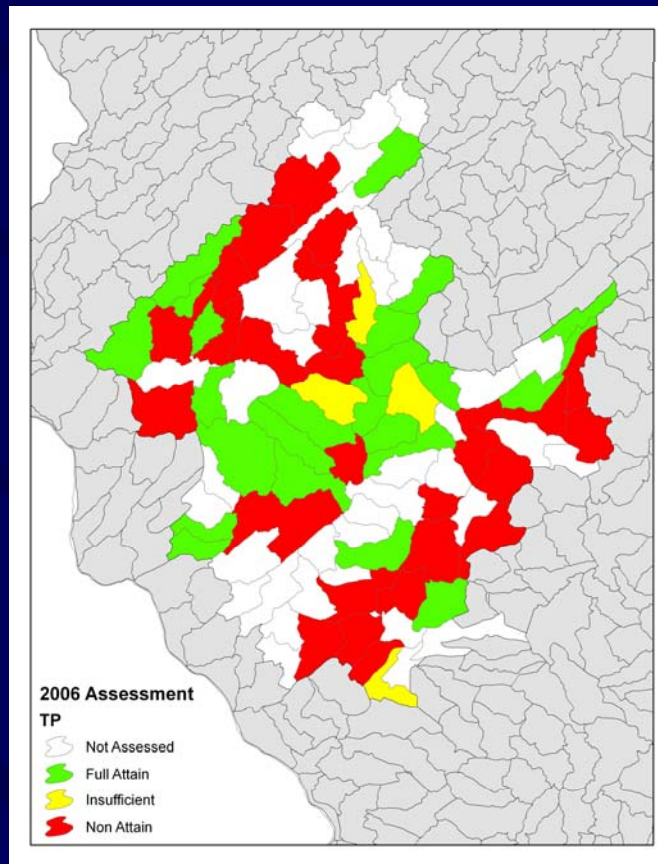 2006 Assessment
TP
Not Assessed
Full Attain
Insufficient
Non Attain